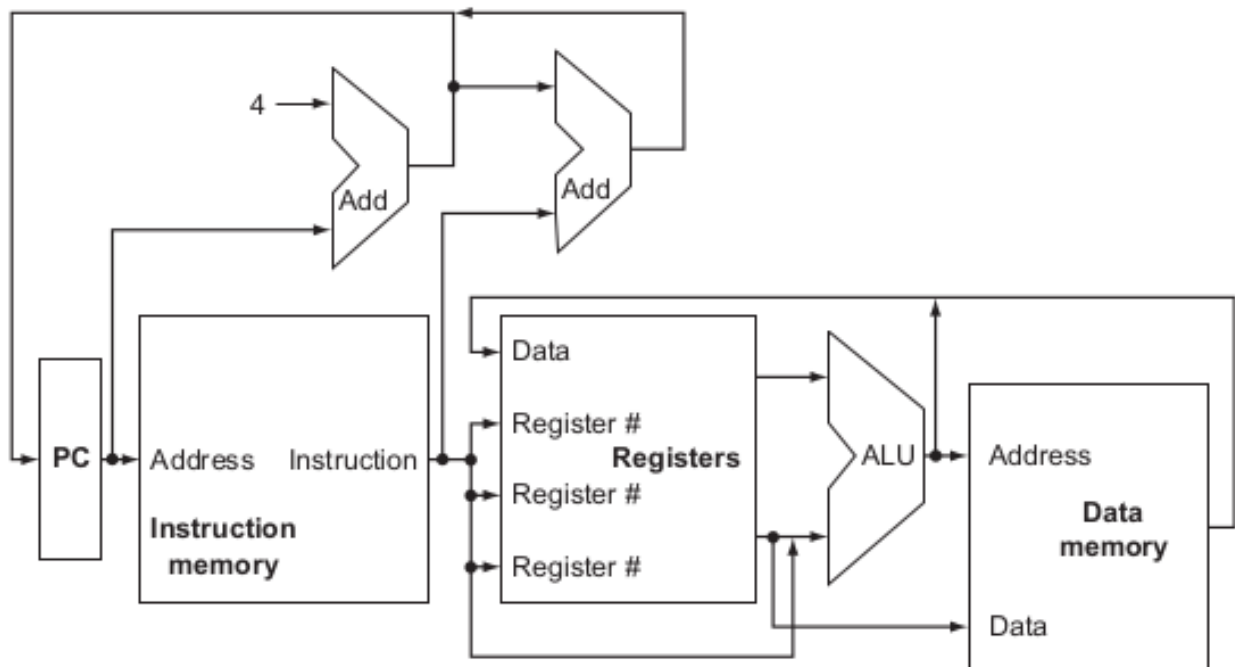 4
Add
Add
Data
Register #
PC
Address
Instruction
Registers
ALU
Address
Register #
Instruction
memory
Data
memory
Register #
Data